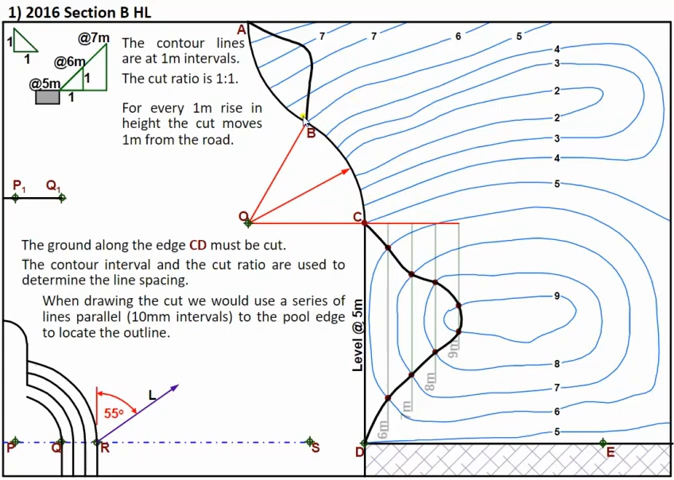 1) 2016 Section B HL
A
7
7
6
5
@7m
1
The contour lines
are at 1m intervals.
@6m
4
1
1
3
@5m
The cut ratio is 1:1.
1
2
For every 1m rise in
height the cut moves
1m from the road.
B
2
3
4
P1 Q1
5
O
C
The ground along the edge CD must be cut.
The contour interval and the cut ratio are used to
determine the line spacing.
When drawing the cut we would use a series of
lines parallel (10mm intervals) to the pool edge
to locate the outline.
9
Level @ 5m
9m
8
8m
7
7m
6
6m
5
L
55°
P Q R S D E